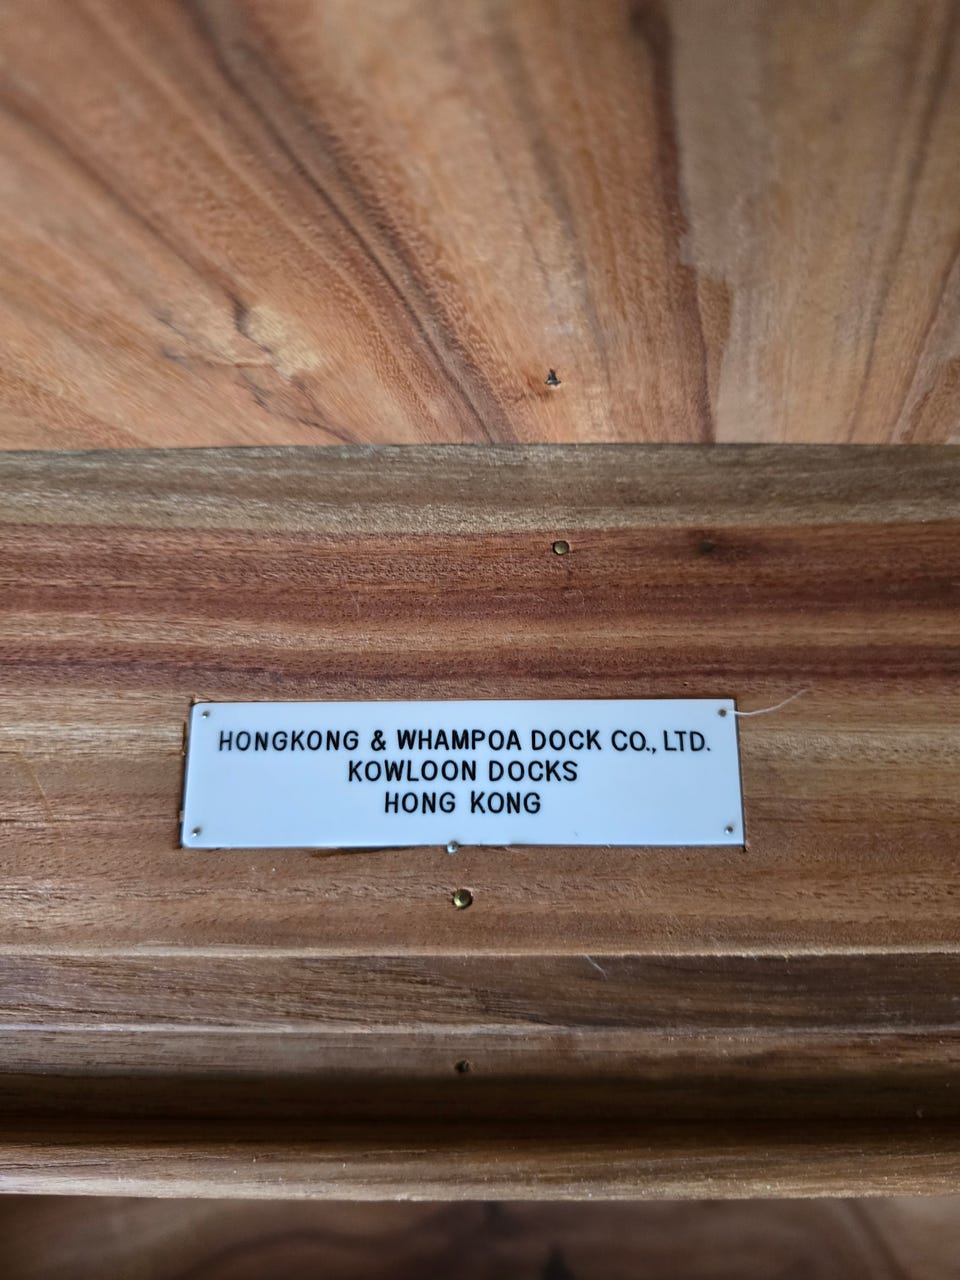 HONGKONG & WHAMPOA DOCK CO., LTD.
KOWLOON DOCKS
HONG KONG